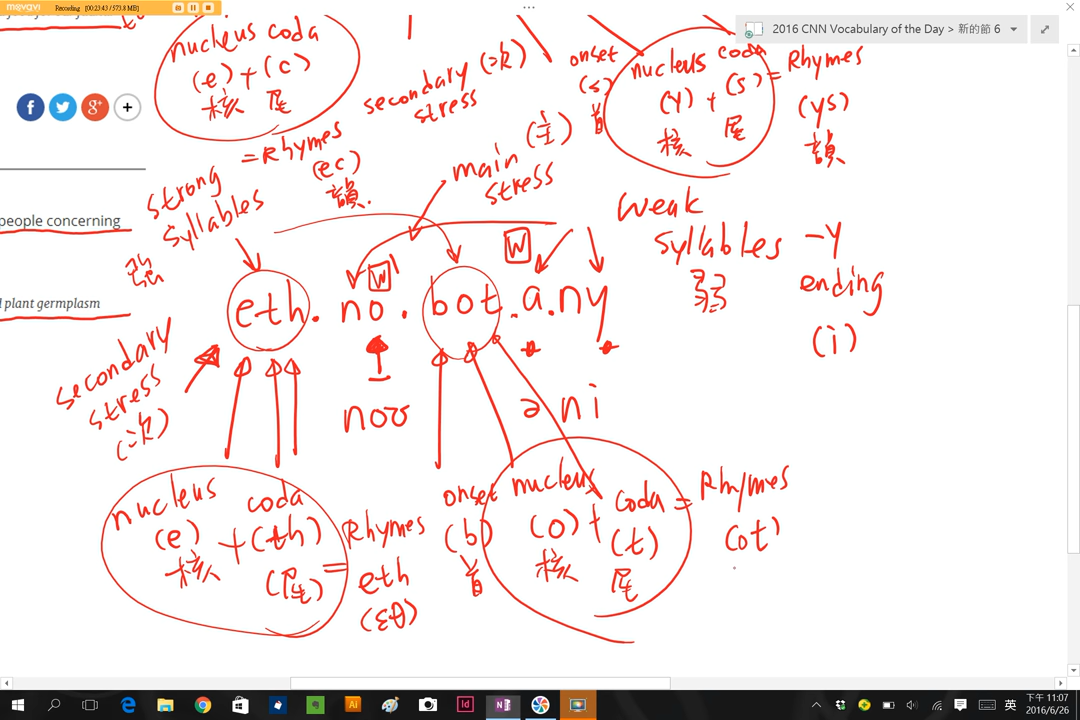 movavi
Recording [00:23:43 / 573.8 MB]
2016 CNN Vocabulary of the Day > 新的節 6
nucleus coda
(e) + (c)
核 尾
= Rhymes
(ec)
韻
secondary (次)
stress
main (主)
stress
onset
(s)
首
nucleus coda
(y) + (s) = Rhymes
核 尾
(ys)
韻
people concerning
d plant germplasm
strong
syllables
強
weak
syllables
弱
-y
ending
(i)
W
W
eth. no. bot. a. ny
secondary
stress
(次)
noʊ
ə ni
nucleus coda
(e) + (th)
核 (尾)
= Rhymes
eth
(ɛθ)
onset
(b)
首
nucleus coda = Rhymes
(o) + (t)
核 尾
(ot)
英
下午 11:07
2016/6/26